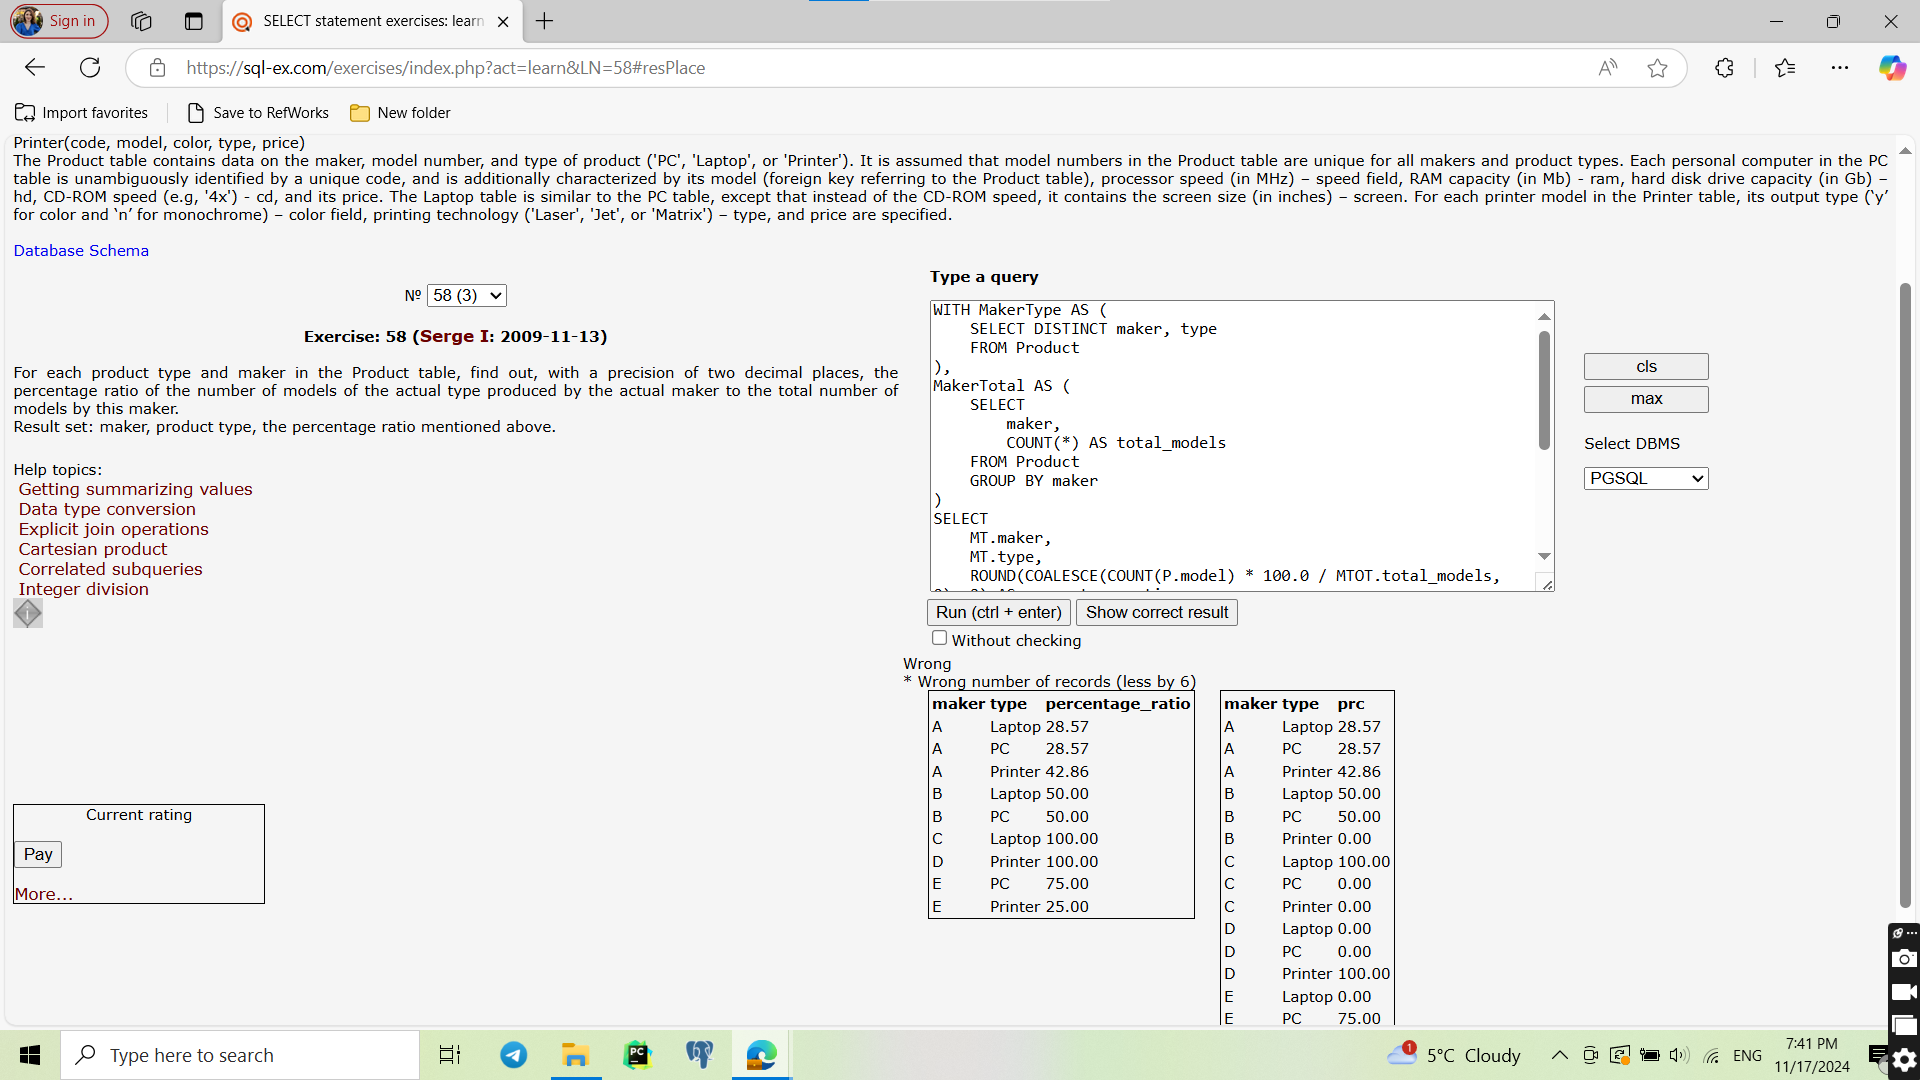 Sign in
SELECT statement exercises: learn
https://sql-ex.com/exercises/index.php?act=learn&LN=58#resPlace
Import favorites
Save to RefWorks
New folder
Printer(code, model, color, type, price)
The Product table contains data on the maker, model number, and type of product ('PC', 'Laptop', or 'Printer'). It is assumed that model numbers in the Product table are unique for all makers and product types. Each personal computer in the PC
table is unambiguously identified by a unique code, and is additionally characterized by its model (foreign key referring to the Product table), processor speed (in MHz) – speed field, RAM capacity (in Mb) - ram, hard disk drive capacity (in Gb) –
hd, CD-ROM speed (e.g, '4x') - cd, and its price. The Laptop table is similar to the PC table, except that instead of the CD-ROM speed, it contains the screen size (in inches) – screen. For each printer model in the Printer table, its output type (‘y’
for color and ‘n’ for monochrome) – color field, printing technology ('Laser', 'Jet', or 'Matrix') – type, and price are specified.
Database Schema
№ 58 (3)
Exercise: 58 (Serge I: 2009-11-13)
For each product type and maker in the Product table, find out, with a precision of two decimal places, the
percentage ratio of the number of models of the actual type produced by the actual maker to the total number of
models by this maker.
Result set: maker, product type, the percentage ratio mentioned above.
Help topics:
Getting summarizing values
Data type conversion
Explicit join operations
Cartesian product
Correlated subqueries
Integer division
Current rating
Pay
More...
Type a query
WITH MakerType AS (
SELECT DISTINCT maker, type
FROM Product
),
MakerTotal AS (
SELECT
maker,
COUNT(*) AS total_models
FROM Product
GROUP BY maker
)
SELECT
MT.maker,
MT.type,
ROUND(COALESCE(COUNT(P.model) * 100.0 / MTOT.total_models,
cls
max
Select DBMS
PGSQL
Run (ctrl + enter)
Show correct result
Without checking
Wrong
* Wrong number of records (less by 6)
maker type percentage_ratio
A Laptop 28.57
A PC 28.57
A Printer 42.86
B Laptop 50.00
B PC 50.00
C Laptop 100.00
D Printer 100.00
E PC 75.00
E Printer 25.00
maker type prc
A Laptop 28.57
A PC 28.57
A Printer 42.86
B Laptop 50.00
B PC 50.00
B Printer 0.00
C Laptop 100.00
C PC 0.00
C Printer 0.00
D Laptop 0.00
D PC 0.00
D Printer 100.00
E Laptop 0.00
E PC 75.00
Type here to search
PC
1
5°C Cloudy
ENG
7:41 PM
11/17/2024